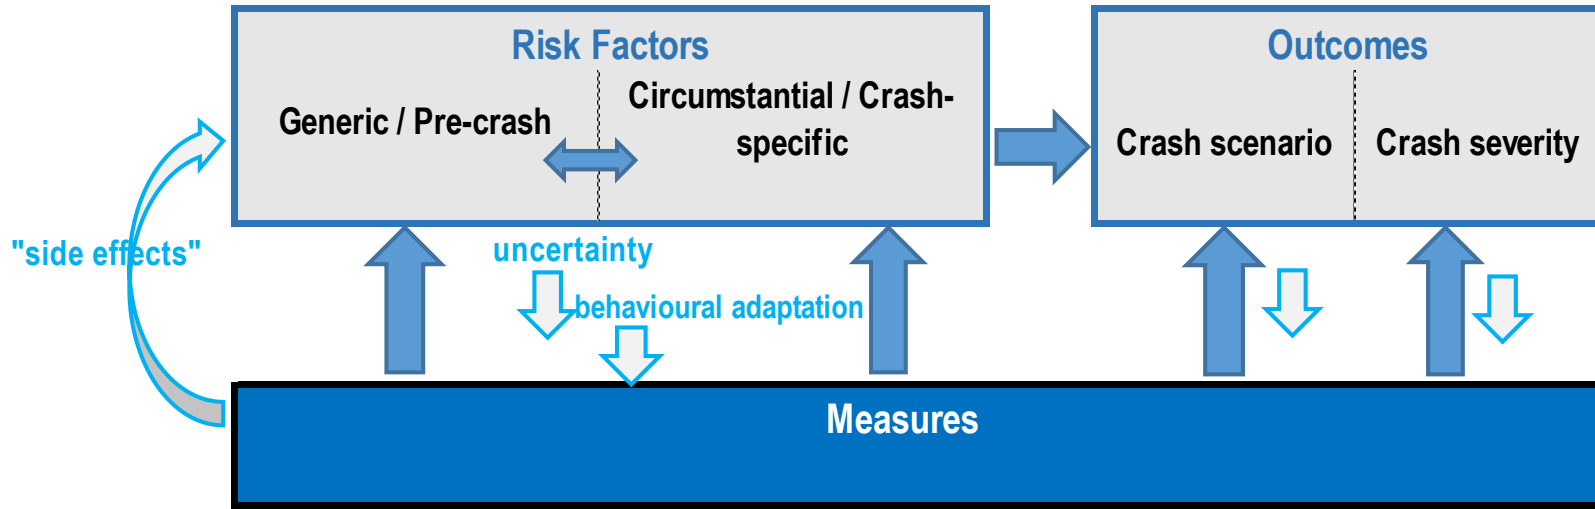 Risk Factors
Generic / Pre-crash
Circumstantial / Crash-
specific
Outcomes
Crash scenario
Crash severity
"side effects"
uncertainty
behavioural adaptation
Measures